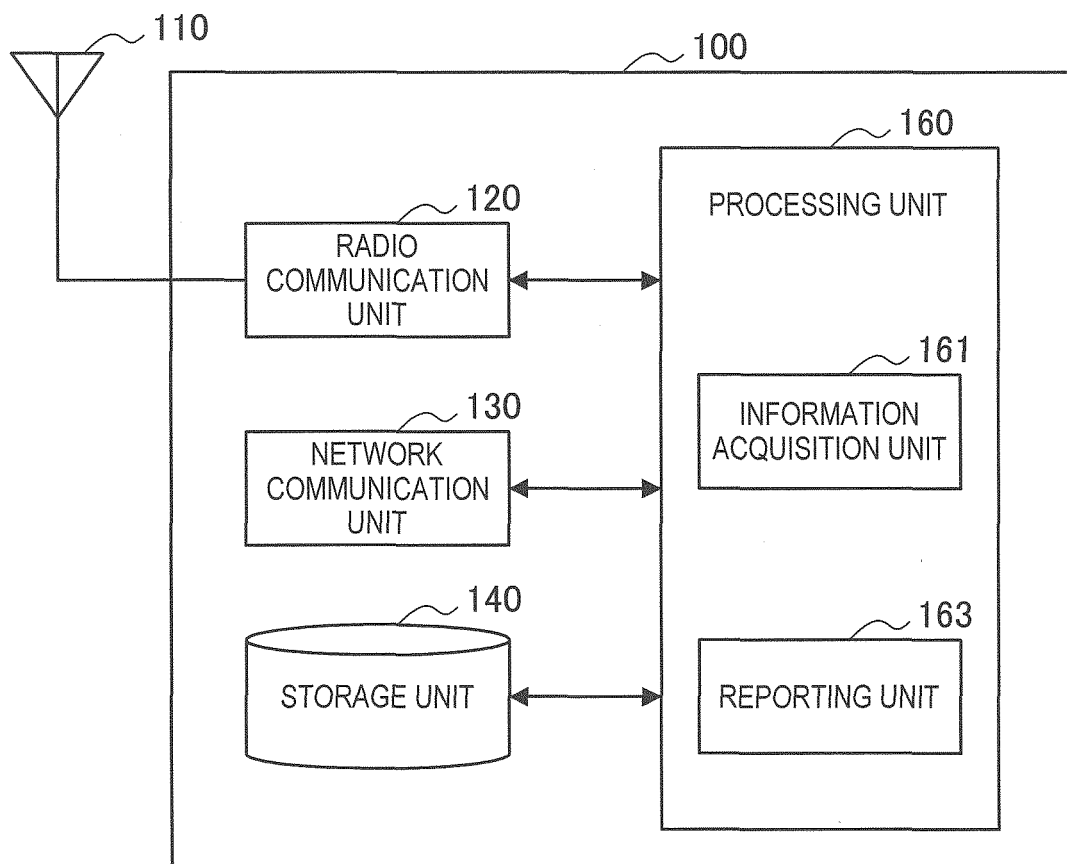 110
100
160
PROCESSING UNIT
120
RADIO
COMMUNICATION
UNIT
161
INFORMATION
ACQUISITION UNIT
130
NETWORK
COMMUNICATION
UNIT
140
STORAGE UNIT
163
REPORTING UNIT